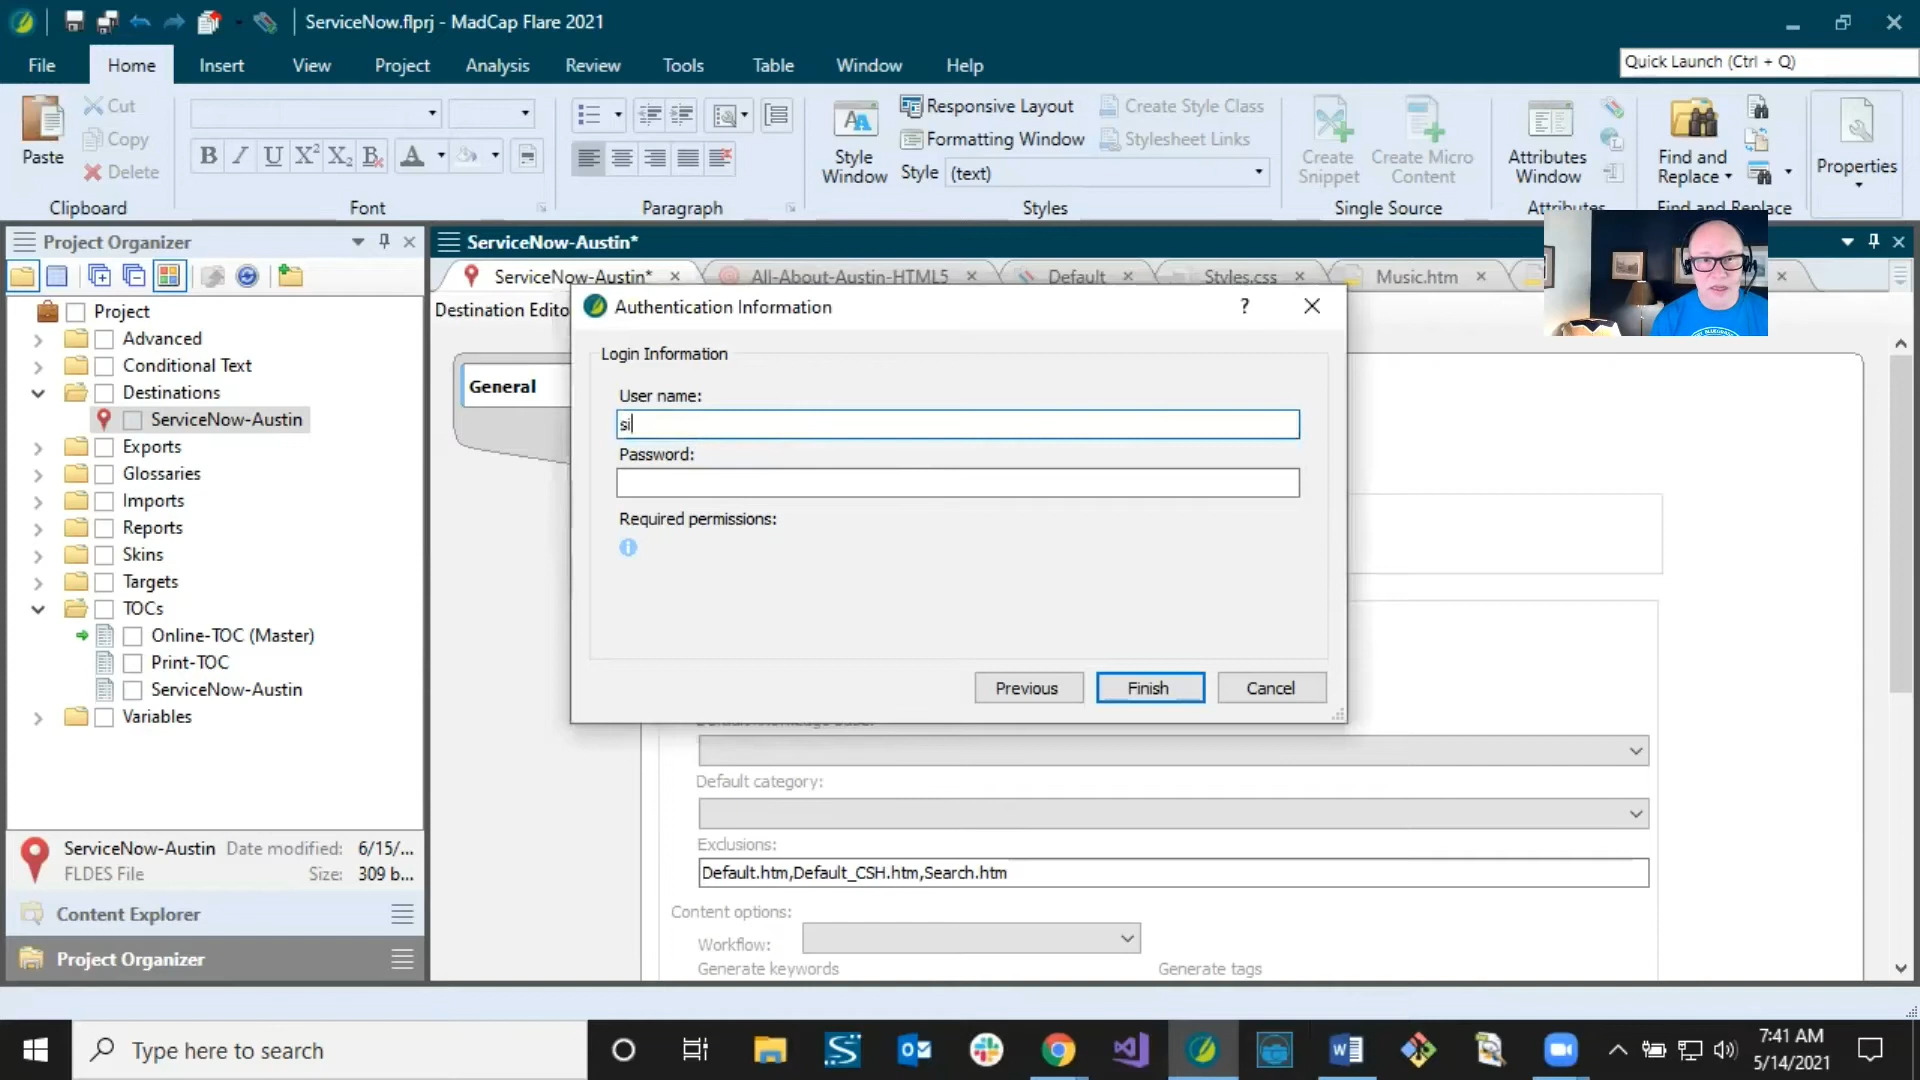 ServiceNow.flprj - MadCap Flare 2021
File Home Insert View Project Analysis Review Tools Table Window Help
Quick Launch (Ctrl + Q)
Paste
Cut
Copy
Delete
Clipboard
B I U X² X₂ B
A
Font
Paragraph
Style Window
Responsive Layout
Formatting Window
Style (text)
Create Style Class
Stylesheet Links
Styles
Create Snippet
Create Micro Content
Single Source
Attributes Window
Attributes
Find and Replace
Find and Replace
Properties
Project Organizer
ServiceNow-Austin*
ServiceNow-Austin* All-About-Austin-HTML5 Default Styles.css Music.htm
Destination Edito
General
Project
Advanced
Conditional Text
Destinations
ServiceNow-Austin
Exports
Glossaries
Imports
Reports
Skins
Targets
TOCs
Online-TOC (Master)
Print-TOC
ServiceNow-Austin
Variables
ServiceNow-Austin Date modified: 6/15/...
FLDES File Size: 309 b...
Content Explorer
Project Organizer
Authentication Information
Login Information
User name:
si
Password:
Required permissions:
Previous Finish Cancel
Default category:
Exclusions:
Default.htm,Default_CSH.htm,Search.htm
Content options:
Workflow:
Generate keywords Generate tags
Type here to search
7:41 AM
5/14/2021